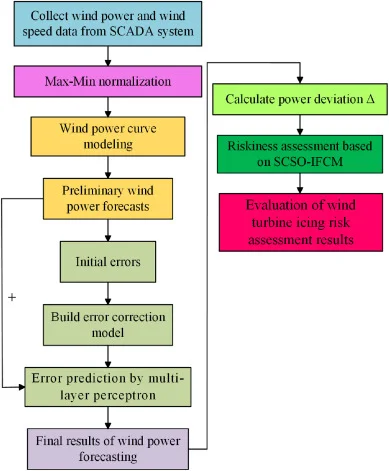 Collect wind power and wind
speed data from SCADA system
Max-Min normalization
Wind power curve
modeling
Preliminary wind
power forecasts
Initial errors
+
Build error correction
model
Error prediction by multi-
layer perceptron
Final results of wind power
forecasting
Calculate power deviation Δ
Riskiness assessment based
on SCSO-IFCM
Evaluation of wind
turbine icing risk
assessment results